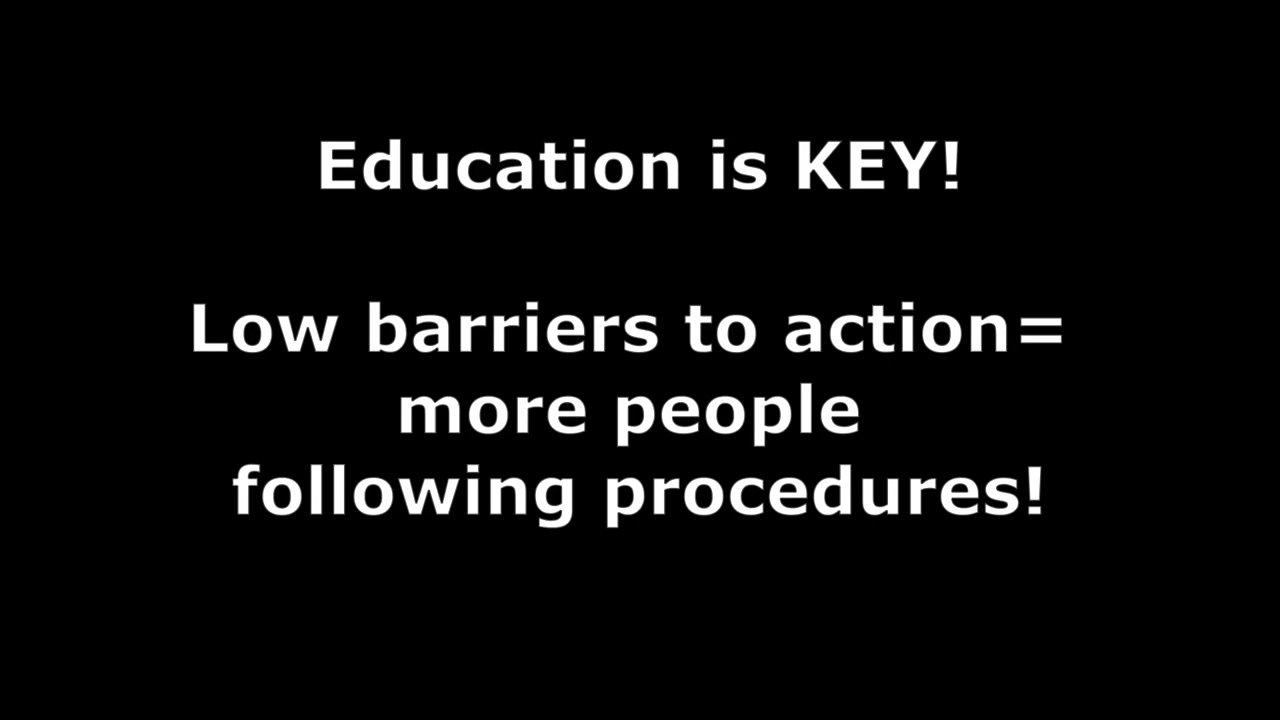 Education is KEY!
Low barriers to action=
more people
following procedures!